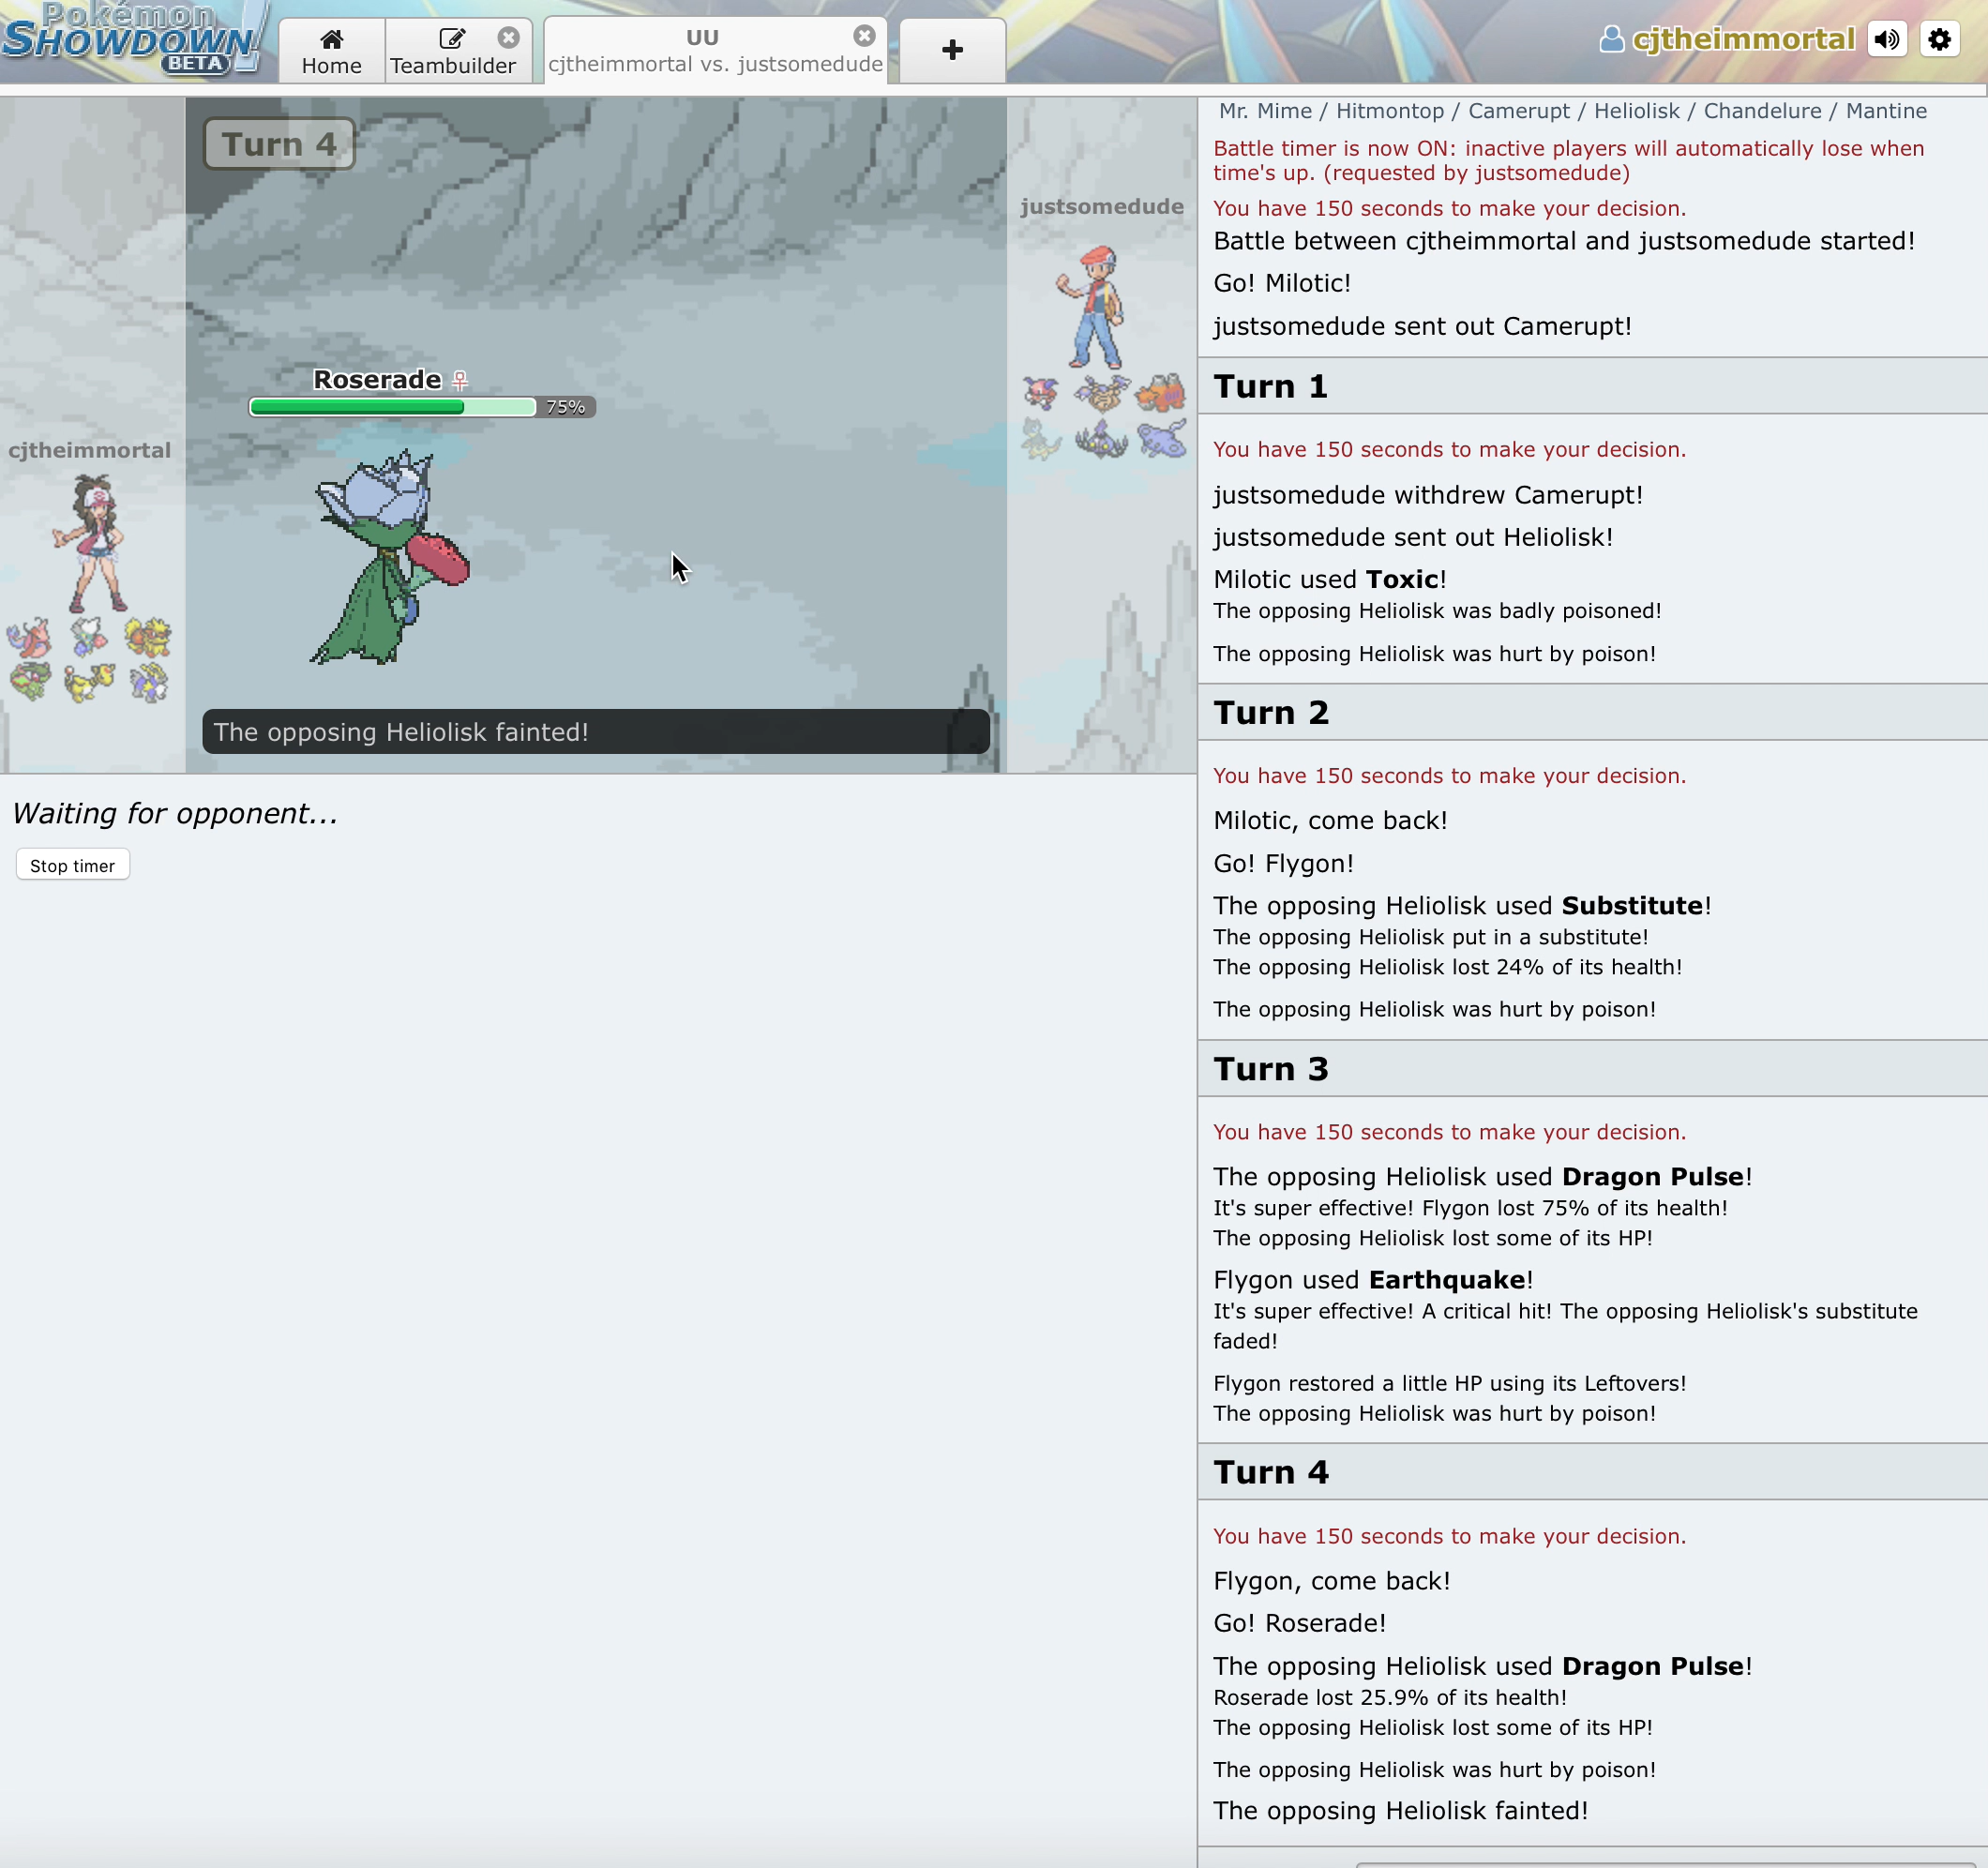 Pokémon
SHOWDOWN!
BETA
Home
Teambuilder
UU
cjtheimmortal vs. justsomedude
cjtheimmortal
Turn 4
justsomedude
Roserade ♀
75%
cjtheimmortal
The opposing Heliolisk fainted!
Waiting for opponent...
Stop timer
Mr. Mime / Hitmontop / Camerupt / Heliolisk / Chandelure / Mantine
Battle timer is now ON: inactive players will automatically lose when
time's up. (requested by justsomedude)
You have 150 seconds to make your decision.
Battle between cjtheimmortal and justsomedude started!
Go! Milotic!
justsomedude sent out Camerupt!
Turn 1
You have 150 seconds to make your decision.
justsomedude withdrew Camerupt!
justsomedude sent out Heliolisk!
Milotic used Toxic!
The opposing Heliolisk was badly poisoned!
The opposing Heliolisk was hurt by poison!
Turn 2
You have 150 seconds to make your decision.
Milotic, come back!
Go! Flygon!
The opposing Heliolisk used Substitute!
The opposing Heliolisk put in a substitute!
The opposing Heliolisk lost 24% of its health!
The opposing Heliolisk was hurt by poison!
Turn 3
You have 150 seconds to make your decision.
The opposing Heliolisk used Dragon Pulse!
It's super effective! Flygon lost 75% of its health!
The opposing Heliolisk lost some of its HP!
Flygon used Earthquake!
It's super effective! A critical hit! The opposing Heliolisk's substitute
faded!
Flygon restored a little HP using its Leftovers!
The opposing Heliolisk was hurt by poison!
Turn 4
You have 150 seconds to make your decision.
Flygon, come back!
Go! Roserade!
The opposing Heliolisk used Dragon Pulse!
Roserade lost 25.9% of its health!
The opposing Heliolisk lost some of its HP!
The opposing Heliolisk was hurt by poison!
The opposing Heliolisk fainted!